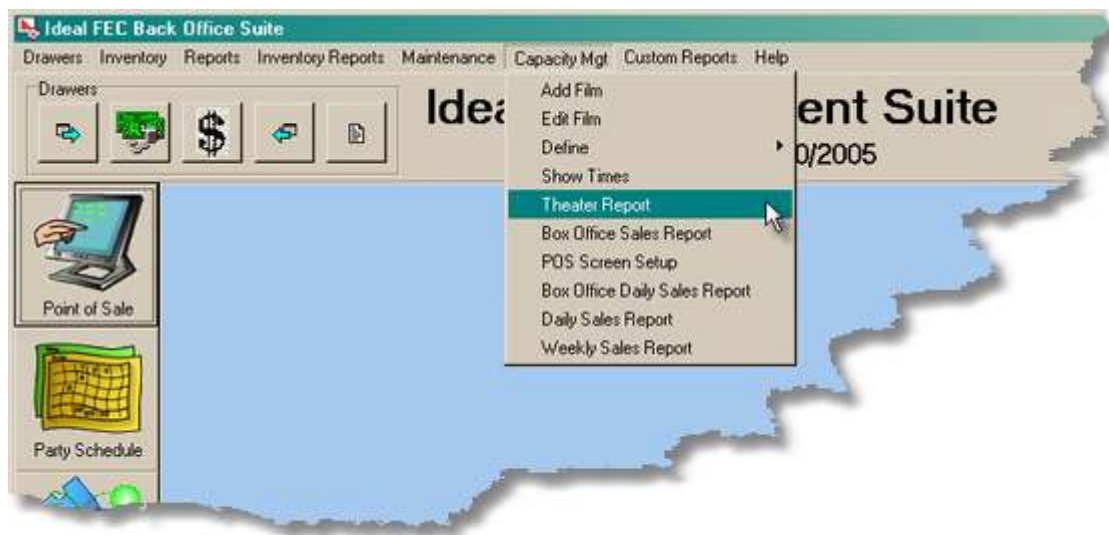 Ideal FEC Back Office Suite
Drawers Inventory Reports Inventory Reports Maintenance Capacity Mgt Custom Reports Help
Drawers
ent Suite
0/2005
Add Film
Edit Film
Define
Show Times
Theater Report
Box Office Sales Report
POS Screen Setup
Box Office Daily Sales Report
Daily Sales Report
Weekly Sales Report
Point of Sale
Party Schedule